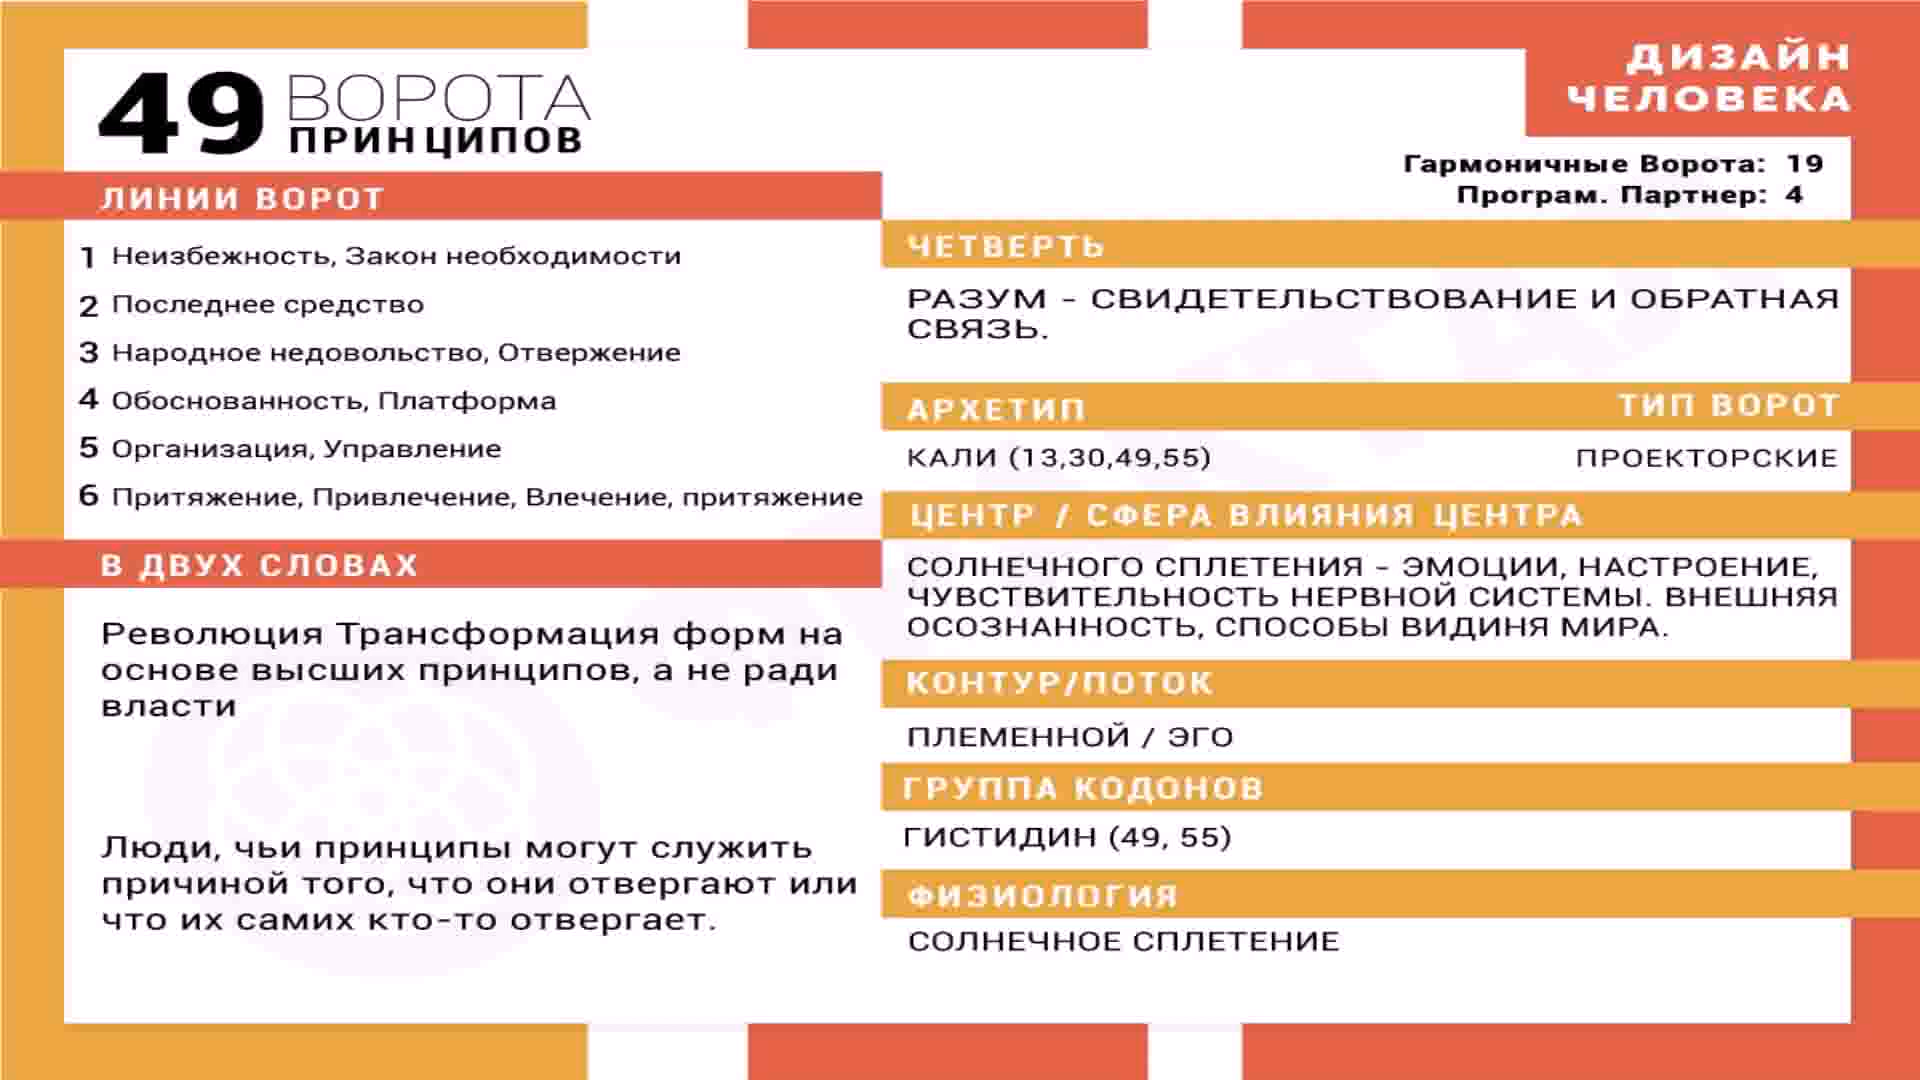 49 ВОРОТА
ПРИНЦИПОВ
ДИЗАЙН
ЧЕЛОВЕКА
Гармоничные Ворота: 19
Програм. Партнер: 4
ЛИНИИ ВОРОТ
1 Неизбежность, Закон необходимости
2 Последнее средство
3 Народное недовольство, Отвержение
4 Обоснованность, Платформа
5 Организация, Управление
6 Притяжение, Привлечение, Влечение, притяжение
В ДВУХ СЛОВАХ
Революция Трансформация форм на
основе высших принципов, а не ради
власти
Люди, чьи принципы могут служить
причиной того, что они отвергают или
что их самих кто-то отвергает.
ЧЕТВЕРТЬ
РАЗУМ - СВИДЕТЕЛЬСТВОВАНИЕ И ОБРАТНАЯ
СВЯЗЬ.
АРХЕТИП
ТИП ВОРОТ
КАЛИ (13,30,49,55)
ПРОЕКТОРСКИЕ
ЦЕНТР / СФЕРА ВЛИЯНИЯ ЦЕНТРА
СОЛНЕЧНОГО СПЛЕТЕНИЯ - ЭМОЦИИ, НАСТРОЕНИЕ,
ЧУВСТВИТЕЛЬНОСТЬ НЕРВНОЙ СИСТЕМЫ. ВНЕШНЯЯ
ОСОЗНАННОСТЬ, СПОСОБЫ ВИДИНЯ МИРА.
КОНТУР/ПОТОК
ПЛЕМЕННОЙ / ЭГО
ГРУППА КОДОНОВ
ГИСТИДИН (49, 55)
ФИЗИОЛОГИЯ
СОЛНЕЧНОЕ СПЛЕТЕНИЕ